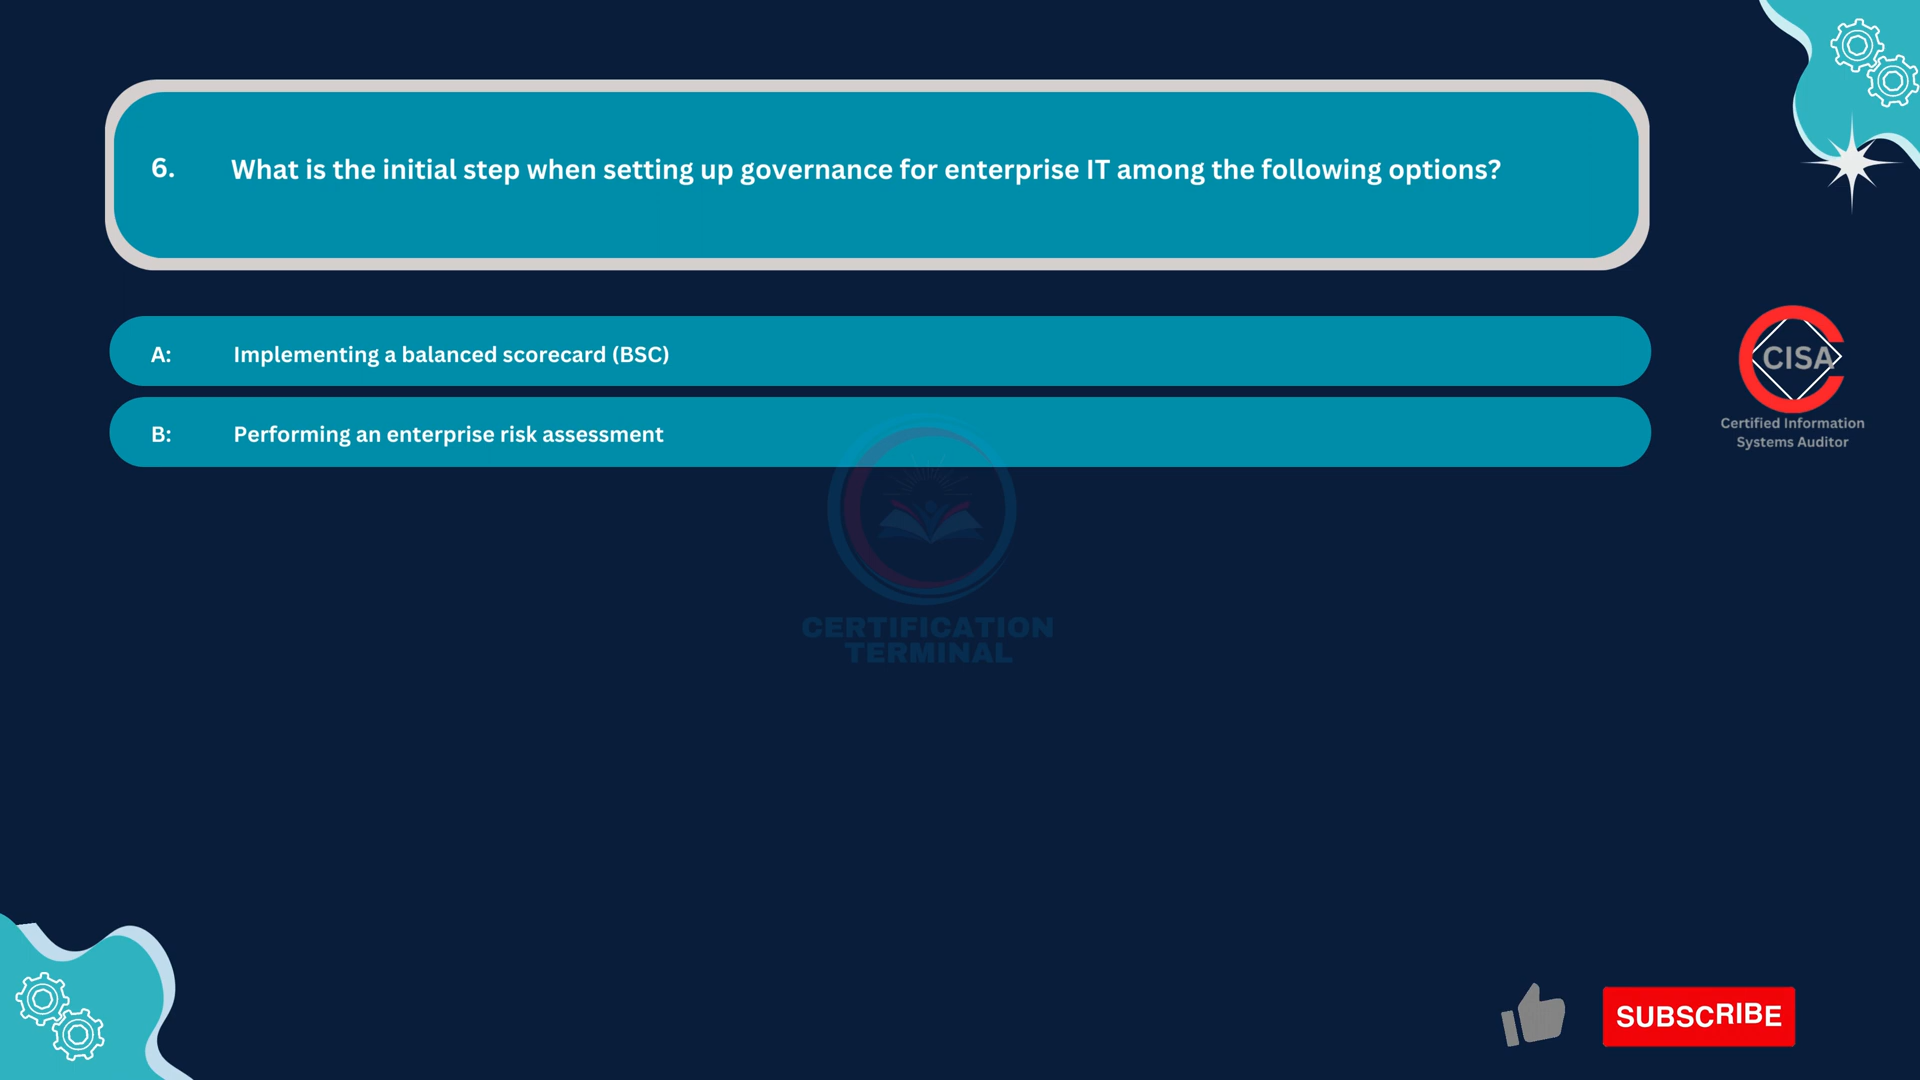 6. What is the initial step when setting up governance for enterprise IT among the following options?
A: Implementing a balanced scorecard (BSC)
B: Performing an enterprise risk assessment
CISA
Certified Information
Systems Auditor
CERTIFICATION
TERMINAL
SUBSCRIBE